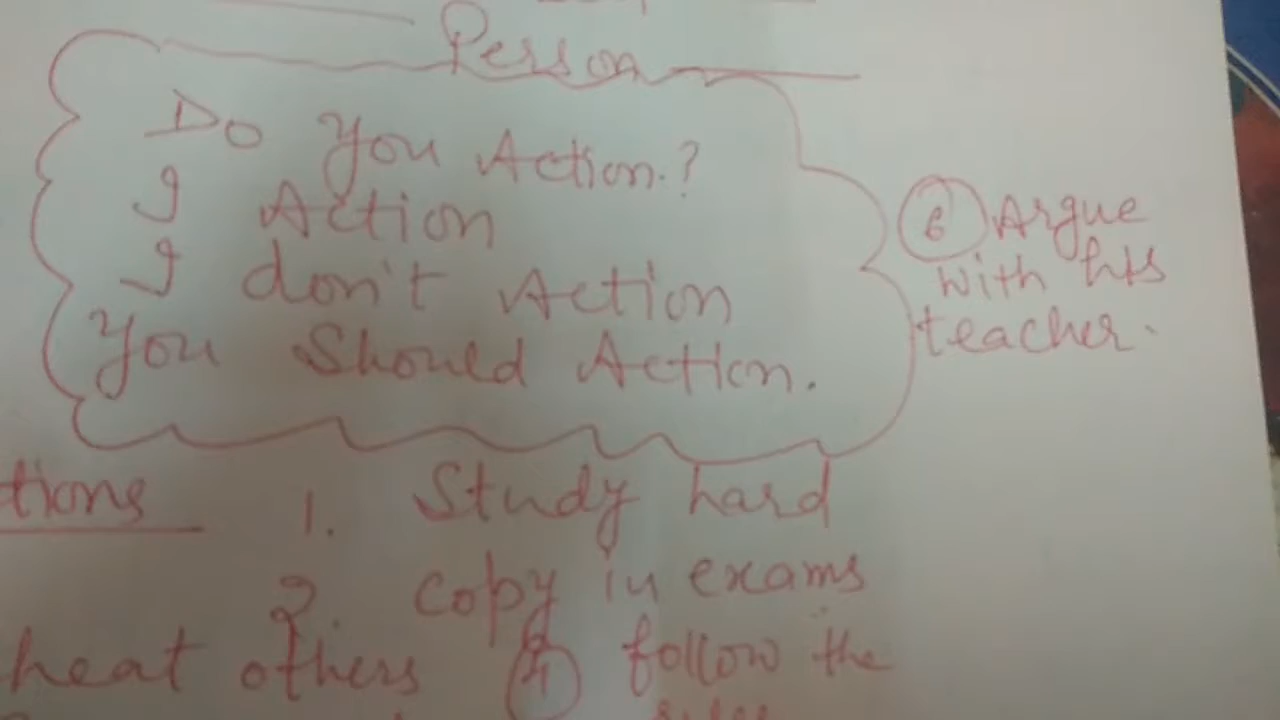 Person
Do you Action.?
I Action
I don't Action
You Should Action.
6 Argue
with his
teacher.
tions 1. Study hard
2. Copy in exams
heat others 4 follow the